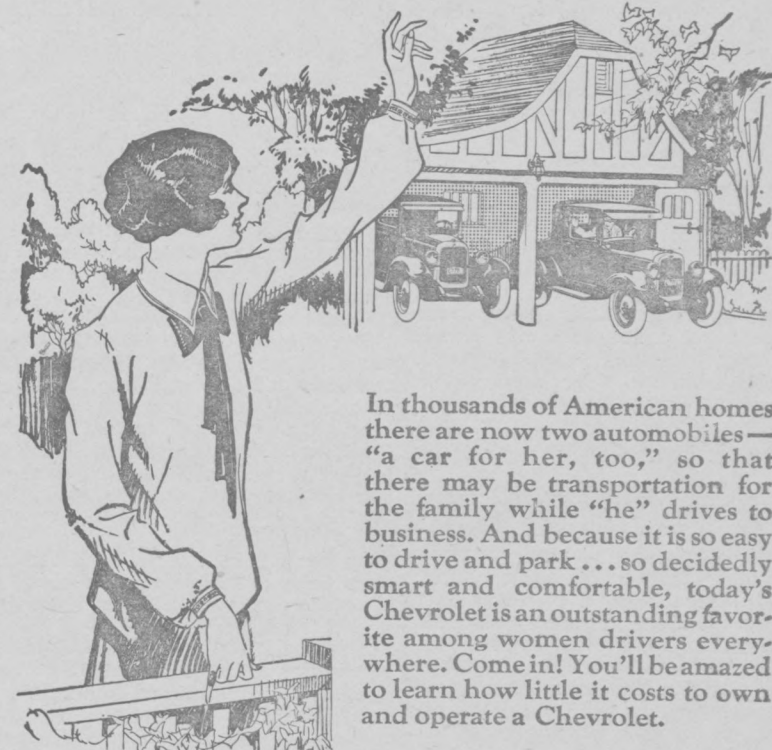 In thousands of American homes
there are now two automobiles—
“a car for her, too,” so that
there may be transportation for
the family while “he” drives to
business. And because it is so easy
to drive and park ... so decidedly
smart and comfortable, today’s
Chevrolet is an outstanding favor-
ite among women drivers every-
where. Come in! You’ll be amazed
to learn how little it costs to own
and operate a Chevrolet.